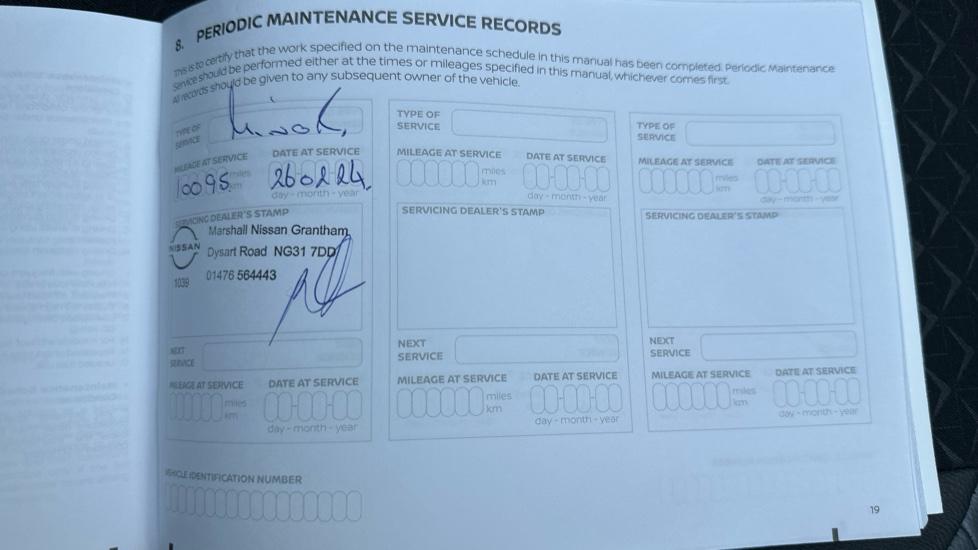 8. PERIODIC MAINTENANCE SERVICE RECORDS
This is to certify that the work specified on the maintenance schedule in this manual has been completed. Periodic Maintenance
Service should be performed either at the times or mileages specified in this manual, whichever comes first.
All records should be given to any subsequent owner of the vehicle.
TYPE OF
SERVICE
MILEAGE AT SERVICE DATE AT SERVICE
10095 miles
km
26 02 24
day - month - year
SERVICING DEALER'S STAMP
NISSAN
1039
Marshall Nissan Grantham
Dysart Road NG31 7DD
01476 564443
NEXT
SERVICE
MILEAGE AT SERVICE DATE AT SERVICE
miles
km
day - month - year
TYPE OF
SERVICE
MILEAGE AT SERVICE DATE AT SERVICE
miles
km
day - month - year
SERVICING DEALER'S STAMP
NEXT
SERVICE
MILEAGE AT SERVICE DATE AT SERVICE
miles
km
day - month - year
TYPE OF
SERVICE
MILEAGE AT SERVICE DATE AT SERVICE
miles
km
day - month - year
SERVICING DEALER'S STAMP
NEXT
SERVICE
MILEAGE AT SERVICE DATE AT SERVICE
miles
km
day - month - year
VEHICLE IDENTIFICATION NUMBER
19